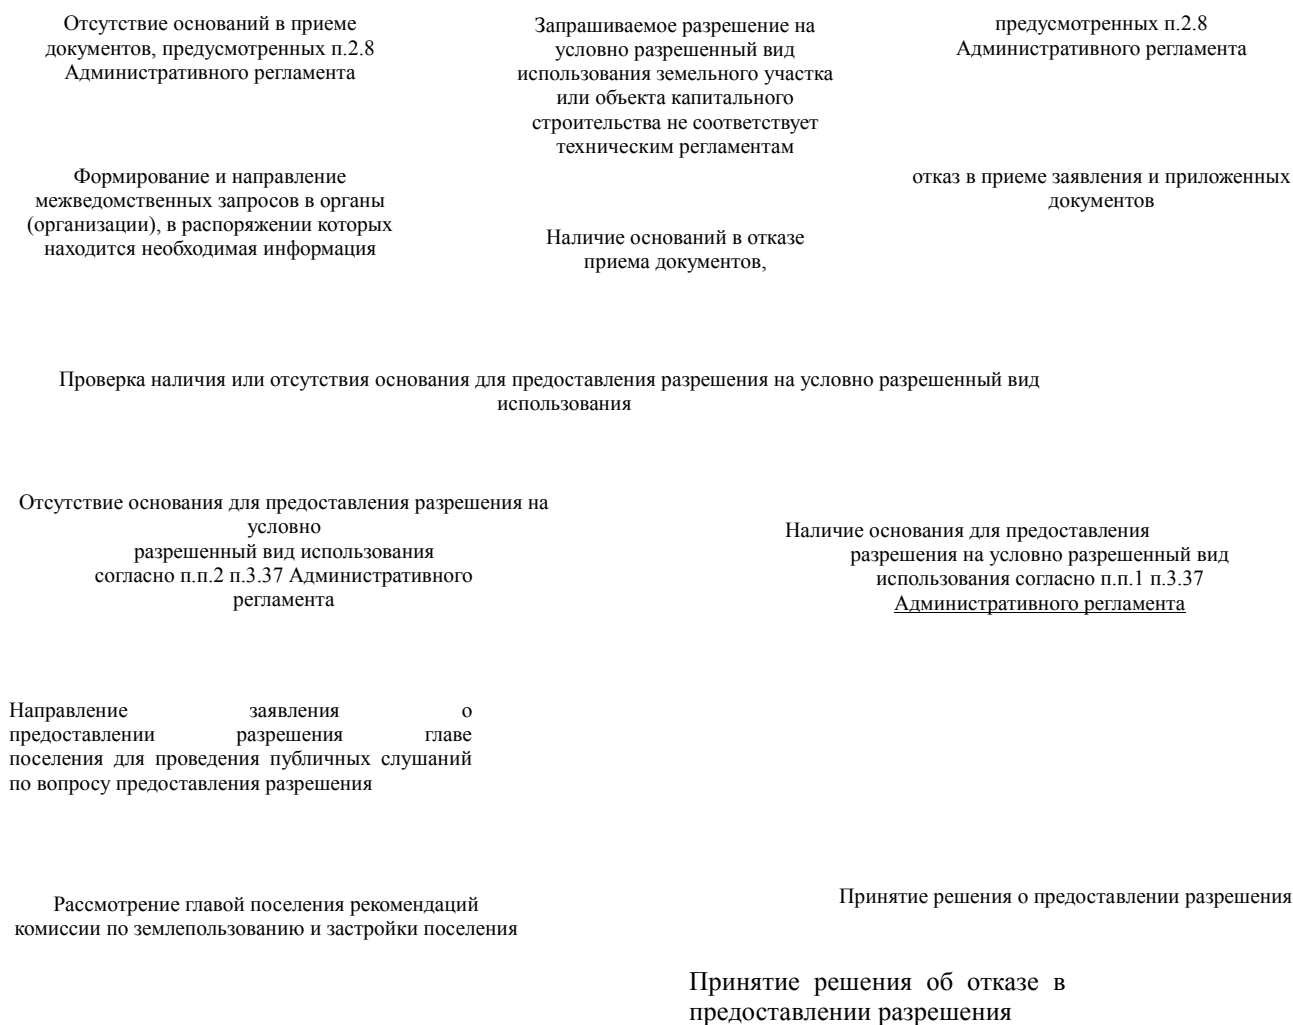 Отсутствие оснований в приеме
документов, предусмотренных п.2.8
Административного регламента
Запрашиваемое разрешение на
условно разрешенный вид
использования земельного участка
или объекта капитального
строительства не соответствует
техническим регламентам
предусмотренных п.2.8
Административного регламента
Формирование и направление
межведомственных запросов в органы
(организации), в распоряжении которых
находится необходимая информация
Наличие оснований в отказе
приема документов,
отказ в приеме заявления и приложенных
документов
Проверка наличия или отсутствия основания для предоставления разрешения на условно разрешенный вид
использования
Отсутствие основания для предоставления разрешения на
условно
разрешенный вид использования
согласно п.п.2 п.3.37 Административного
регламента
Наличие основания для предоставления
разрешения на условно разрешенный вид
использования согласно п.п.1 п.3.37
Административного регламента
Направление заявления о
предоставлении разрешения главе
поселения для проведения публичных слушаний
по вопросу предоставления разрешения
Рассмотрение главой поселения рекомендаций
комиссии по землепользованию и застройки поселения
Принятие решения о предоставлении разрешения
Принятие решения об отказе в
предоставлении разрешения